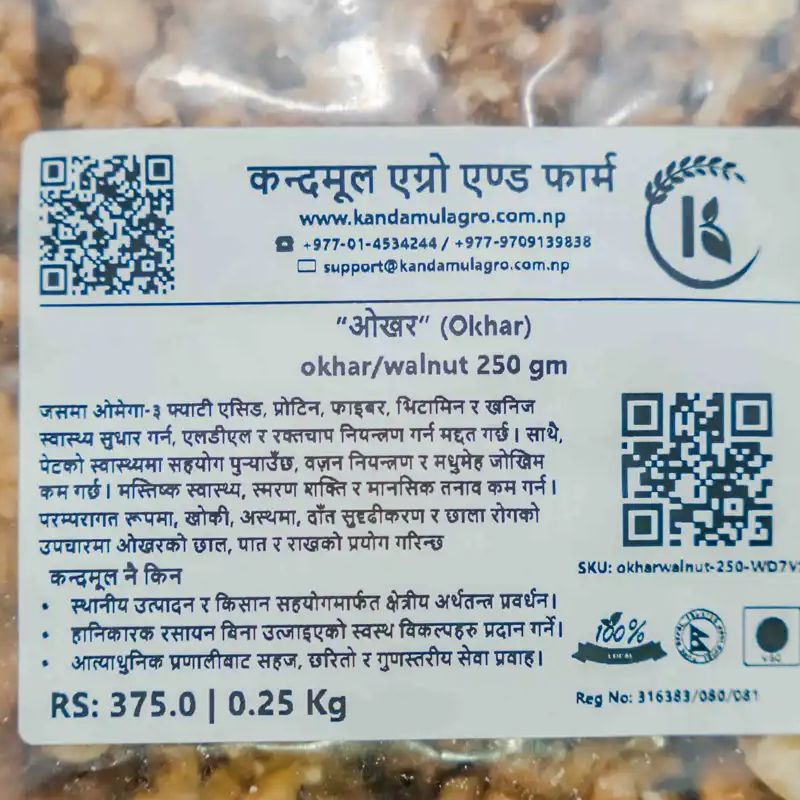 कन्दमूल एग्रो एण्ड फार्म
www.kandamulagro.com.np
+977-01-4534244 / +977-9709139838
support@kandamulagro.com.np
"ओखर" (Okhar)
okhar/walnut 250 gm
जसमा ओमेगा-३ फ्याटी एसिड, प्रोटिन, फाइबर, भिटामिन र खनिज
स्वास्थ्य सुधार गर्न, एलडीएल र रक्तचाप नियन्त्रण गर्न मद्दत गर्छ । साथै,
पेटको स्वास्थ्यमा सहयोग पुऱ्याउँछ, वज़न नियन्त्रण र मधुमेह जोखिम
कम गर्छ । मस्तिष्क स्वास्थ्य, स्मरण शक्ति र मानसिक तनाव कम गर्न ।
परम्परागत रूपमा, खोकी, अस्थमा, दाँत सुदृढीकरण र छाला रोगको
उपचारमा ओखरको छाल, पात र राखको प्रयोग गरिन्छ
कन्दमूल नै किन
• स्थानीय उत्पादन र किसान सहयोगमार्फत क्षेत्रीय अर्थतन्त्र प्रवर्धन।
• हानिकारक रसायन विना उब्जाइएको स्वस्थ विकल्पहरु प्रदान गर्ने।
• आत्याधुनिक प्रणालीबाट सहज, छरितो र गुणस्तरीय सेवा प्रवाह।
RS: 375.0 | 0.25 Kg
SKU: okharwalnut-250-WD7V
100%
LOCAL
VEG
Reg No: 316383/080/081